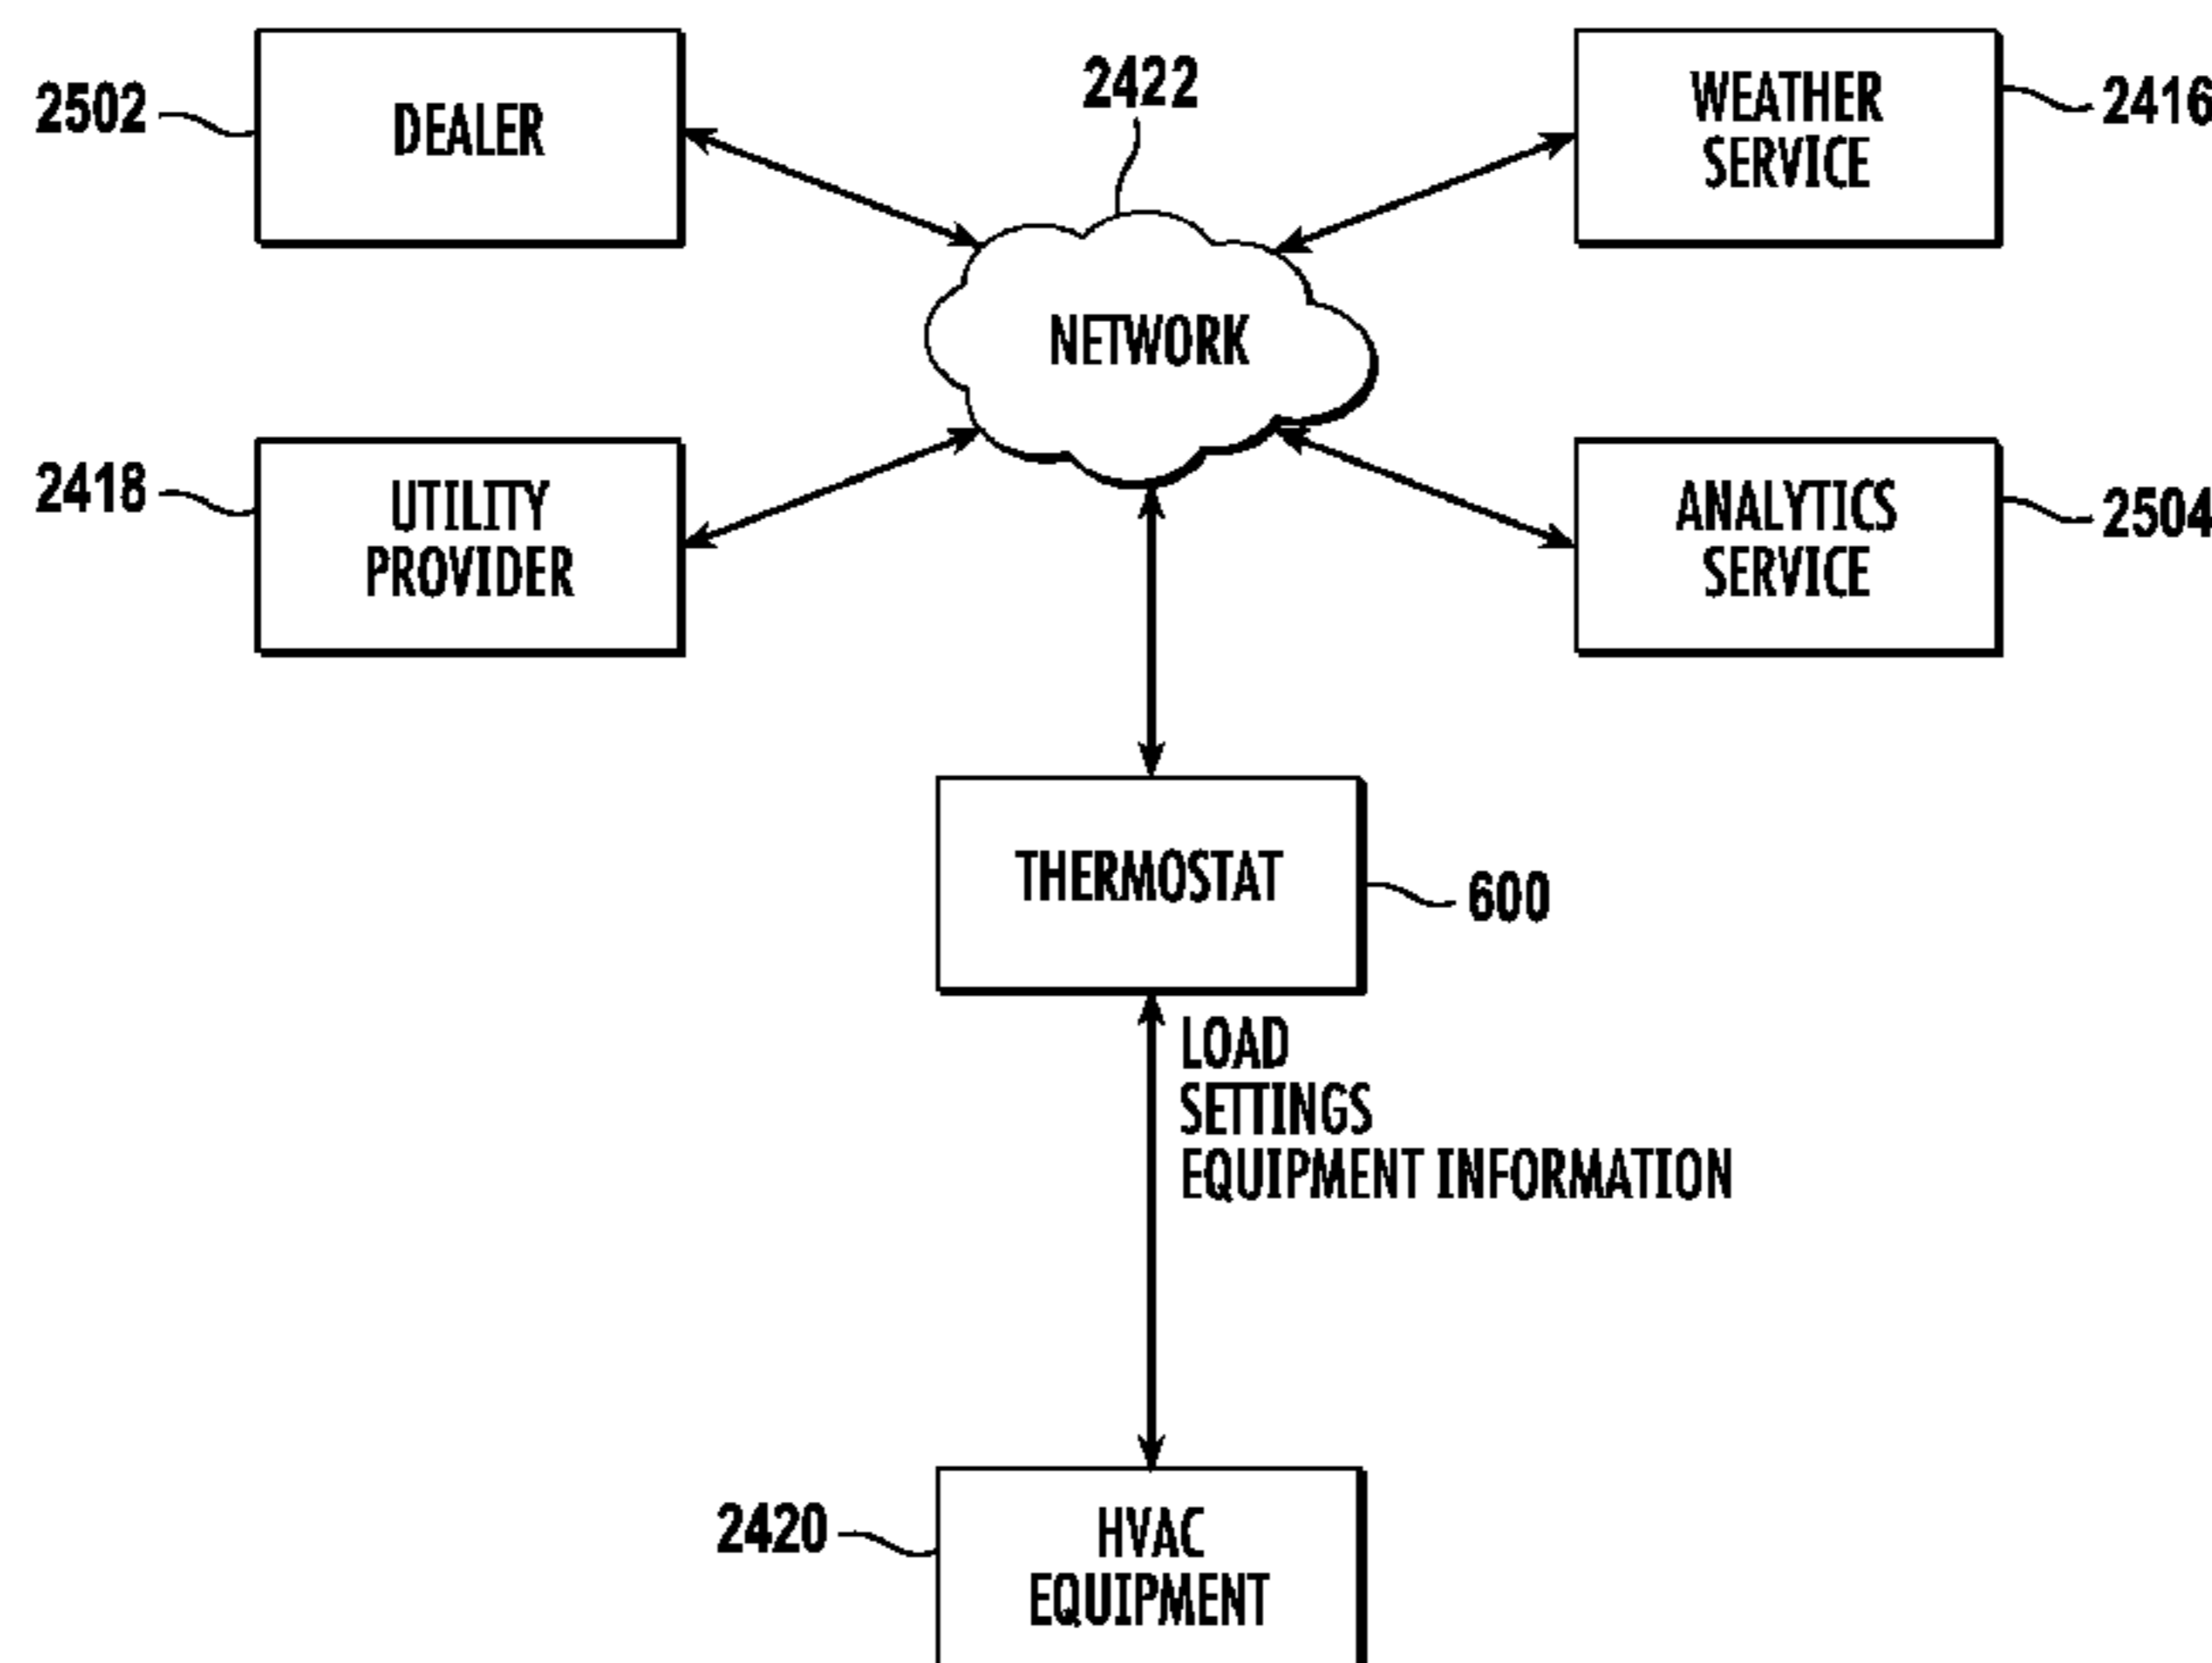 2502
DEALER
2422
WEATHER
SERVICE
2416
NETWORK
2418
UTILITY
PROVIDER
ANALYTICS
SERVICE
2504
THERMOSTAT
600
LOAD
SETTINGS
EQUIPMENT INFORMATION
2420
HVAC
EQUIPMENT